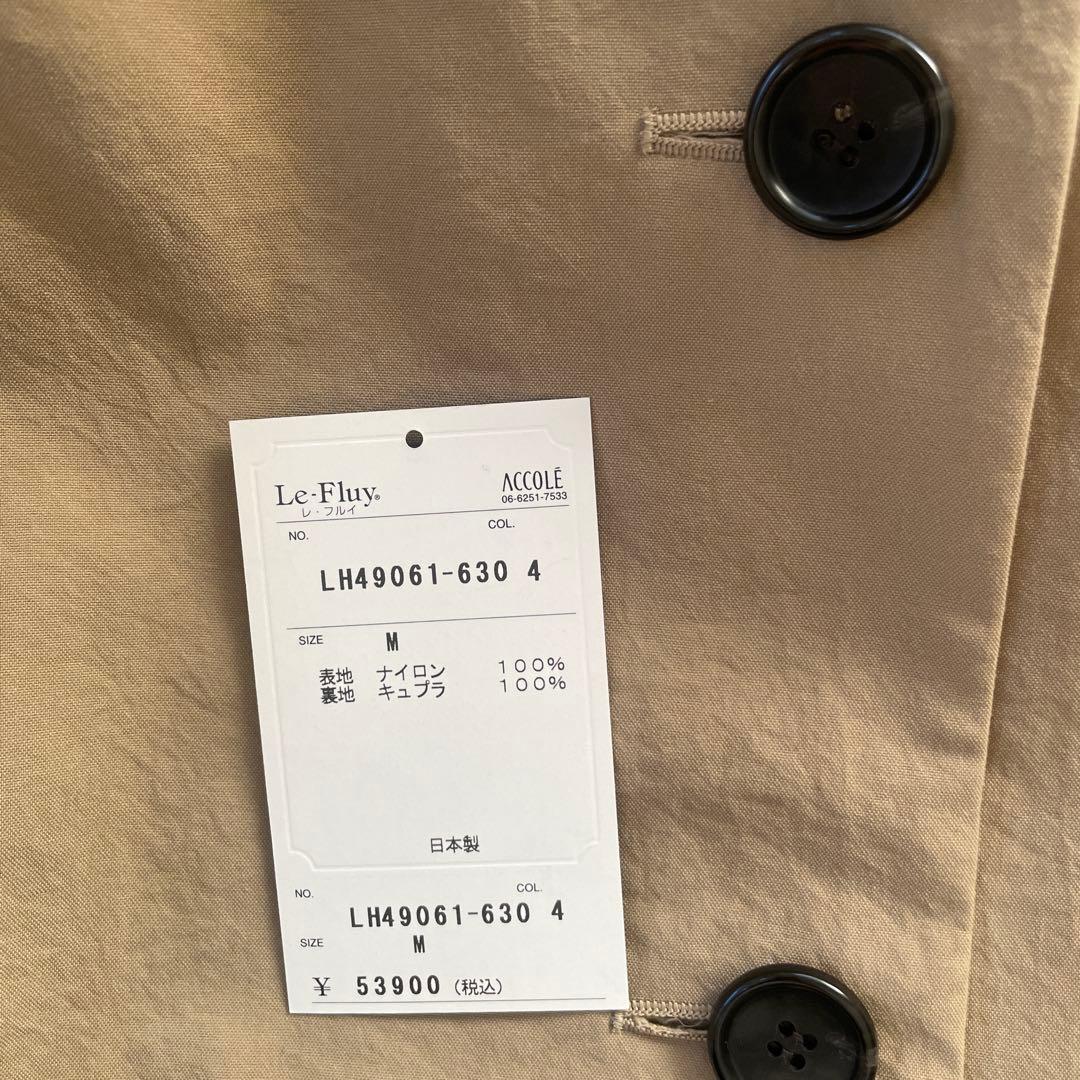 Le-Fluy® ACCOLÉ
レ・フルイ 06-6251-7533
NO. COL.
LH49061-630 4
SIZE M
表地 ナイロン 100%
裏地 キュプラ 100%
日本製
NO. COL.
LH49061-630 4
SIZE M
¥ 53900 (税込)